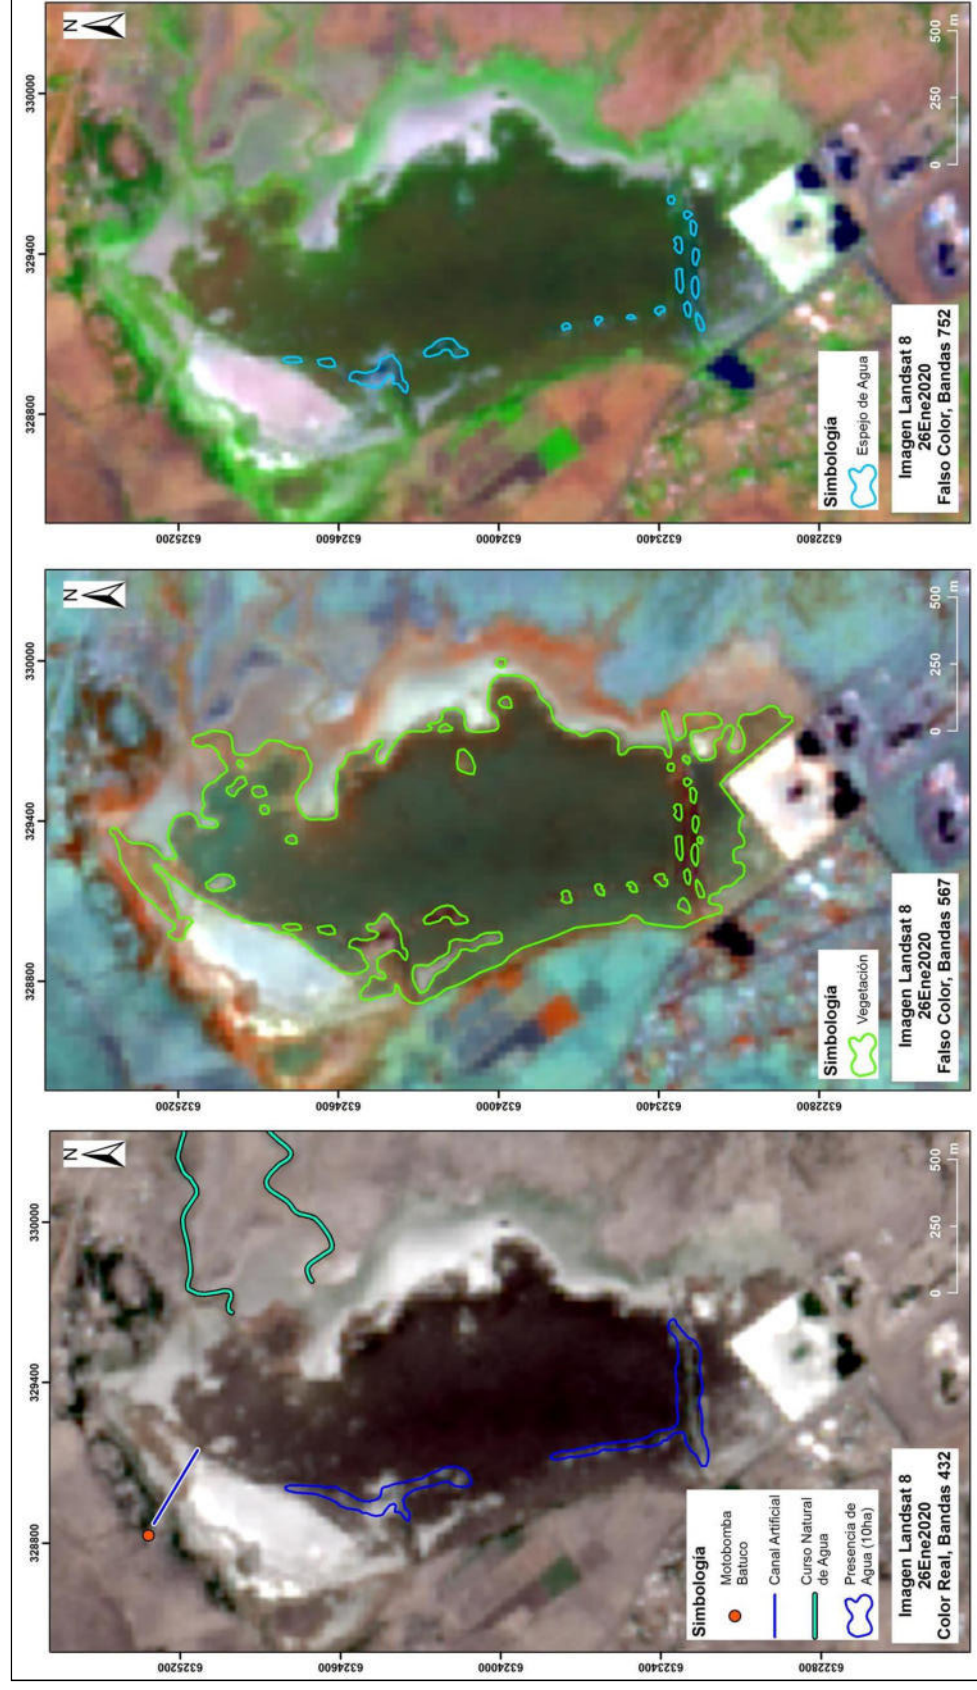 328800
329400
330000
N
6325200
6324600
6324000
6323400
6322800
Simbología
Motobomba
Batuco
Canal Artificial
Curso Natural
de Agua
Presencia de
Agua (10ha)
Imagen Landsat 8
26Ene2020
Color Real, Bandas 432
0 250 500
m
328800
329400
330000
N
6325200
6324600
6324000
6323400
6322800
Simbología
Vegetación
Imagen Landsat 8
26Ene2020
Falso Color, Bandas 567
0 250 500
m
328800
329400
330000
N
6325200
6324600
6324000
6323400
6322800
Simbología
Espejo de Agua
Imagen Landsat 8
26Ene2020
Falso Color, Bandas 752
0 250 500
m